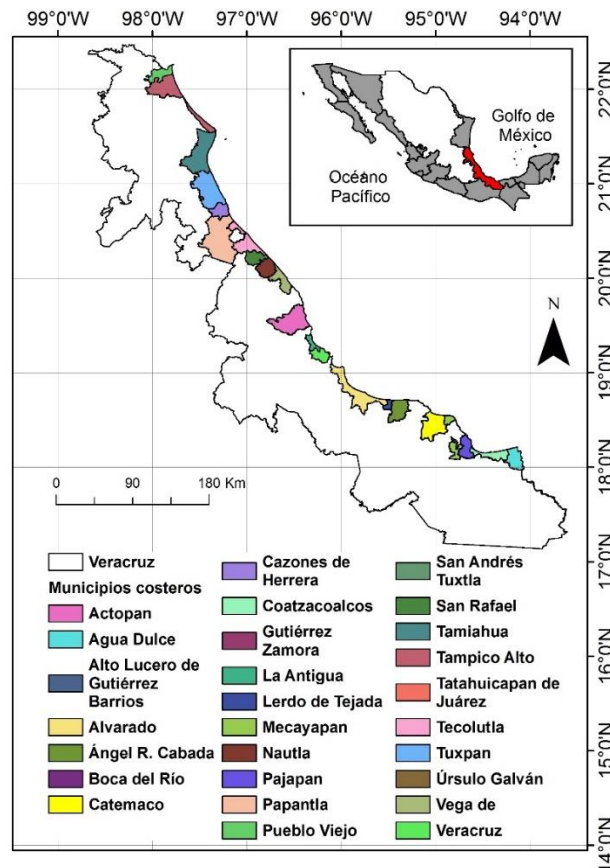 99°0'O 98°0'O 97°0'O 96°0'O 95°0'O 94°0'O
22°0'N
21°0'N
20°0'N
19°0'N
18°0'N
17°0'N
16°0'N
15°0'N
14°0'N
Golfo de
México
Océano
Pacífico
N
0 90 180 Km
Veracruz
Municipios costeros
Actopan
Agua Dulce
Alto Lucero de
Gutiérrez
Barrios
Alvarado
Ángel R. Cabada
Boca del Río
Catemaco
Cazones de
Herrera
Coatzacoalcos
Gutiérrez
Zamora
La Antigua
Lerdo de Tejada
Mecayapan
Nautla
Pajapan
Papantla
Pueblo Viejo
San Andrés
Tuxtla
San Rafael
Tamiahua
Tampico Alto
Tatahuicapan de
Juárez
Tecolutla
Tuxpan
Úrsulo Galván
Vega de
Veracruz